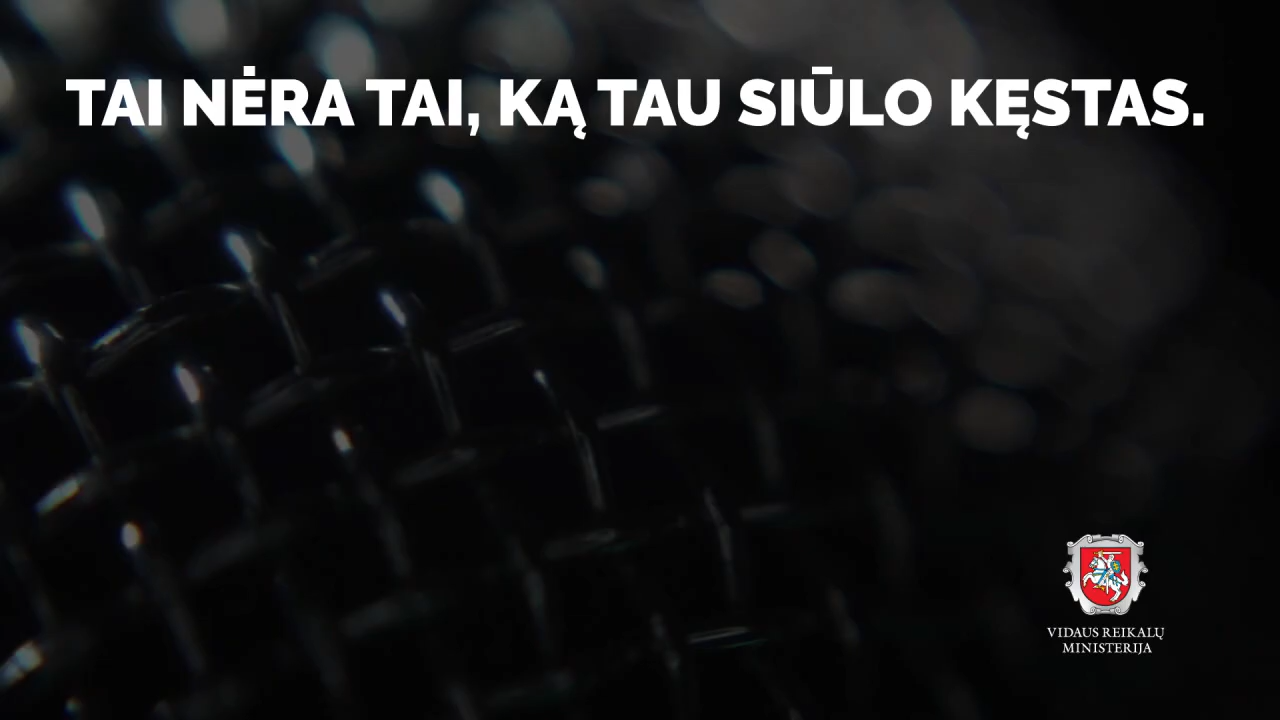 TAI NĖRA TAI, KĄ TAU SIŪLO KĘSTAS.
VIDAUS REIKALŲ
MINISTERIJA